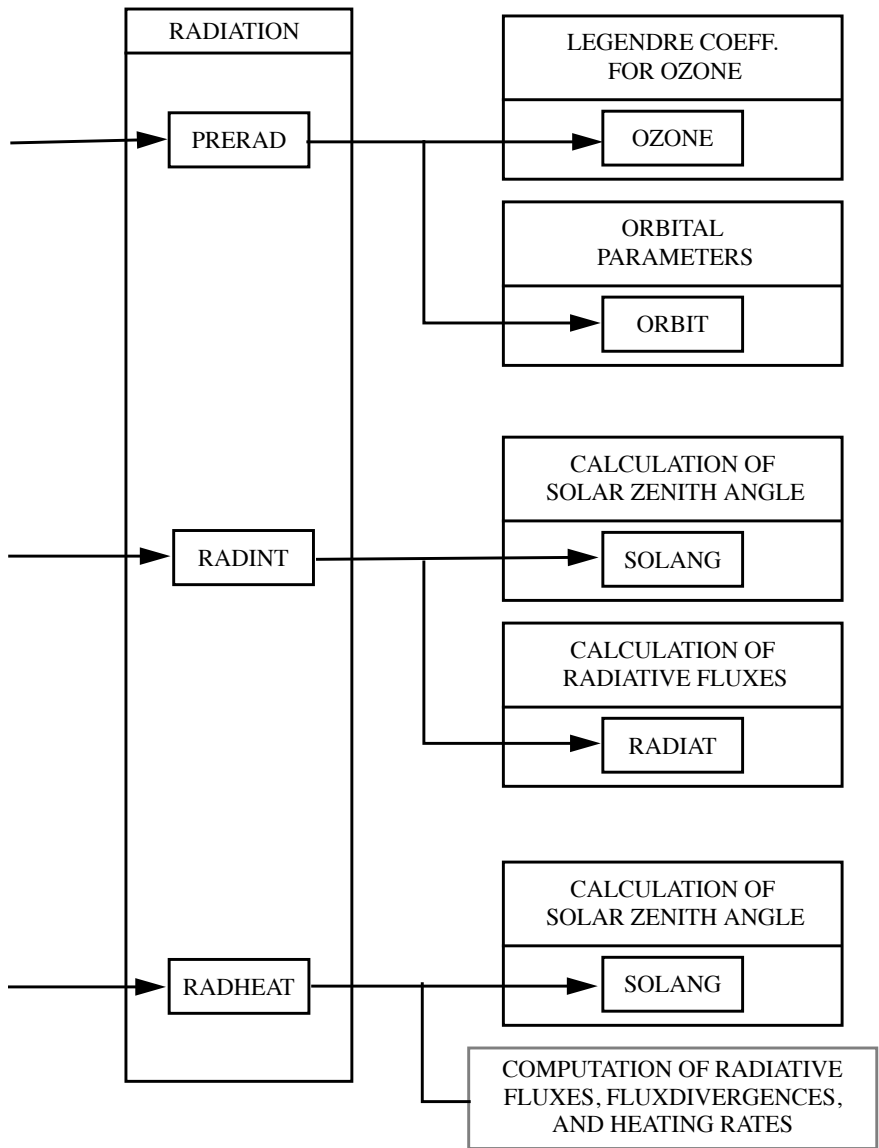 RADIATION
PRERAD
LEGENDRE COEFF.
FOR OZONE
OZONE
ORBITAL
PARAMETERS
ORBIT
RADINT
CALCULATION OF
SOLAR ZENITH ANGLE
SOLANG
CALCULATION OF
RADIATIVE FLUXES
RADIAT
RADHEAT
CALCULATION OF
SOLAR ZENITH ANGLE
SOLANG
COMPUTATION OF RADIATIVE
FLUXES, FLUXDIVERGENCES,
AND HEATING RATES